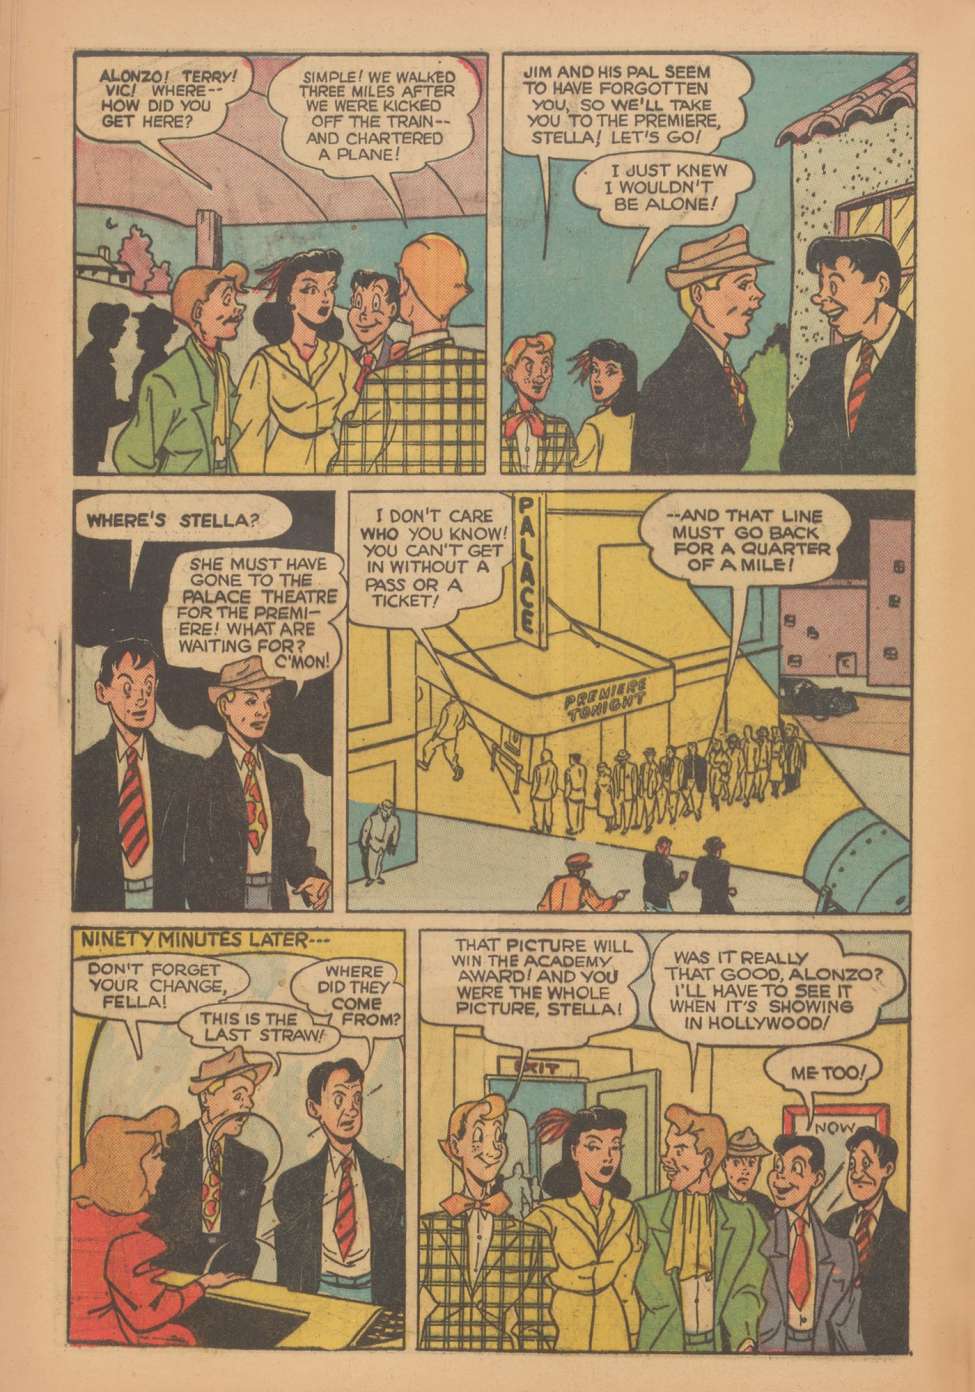 ALONZO! TERRY!
VIC! WHERE--
HOW DID YOU
GET HERE?
SIMPLE! WE WALKED
THREE MILES AFTER
WE WERE KICKED
OFF THE TRAIN--
AND CHARTERED
A PLANE!
JIM AND HIS PAL SEEM
TO HAVE FORGOTTEN
YOU, SO WE'LL TAKE
YOU TO THE PREMIERE,
STELLA! LET'S GO!
I JUST KNEW
I WOULDN'T
BE ALONE!
WHERE'S STELLA?
SHE MUST HAVE
GONE TO THE
PALACE THEATRE
FOR THE PREMI-
ERE! WHAT ARE
WAITING FOR?
C'MON!
I DON'T CARE
WHO YOU KNOW!
YOU CAN'T GET
IN WITHOUT A
PASS OR A
TICKET!
PALACE
PREMIERE
TONIGHT
--AND THAT LINE
MUST GO BACK
FOR A QUARTER
OF A MILE!
NINETY MINUTES LATER---
DON'T FORGET
YOUR CHANGE,
FELLA!
THIS IS THE
LAST STRAW!
WHERE
DID THEY
COME
FROM?
THAT PICTURE WILL
WIN THE ACADEMY
AWARD! AND YOU
WERE THE WHOLE
PICTURE, STELLA!
WAS IT REALLY
THAT GOOD, ALONZO?
I'LL HAVE TO SEE IT
WHEN IT'S SHOWING
IN HOLLYWOOD!
ME TOO!
EXIT
NOW